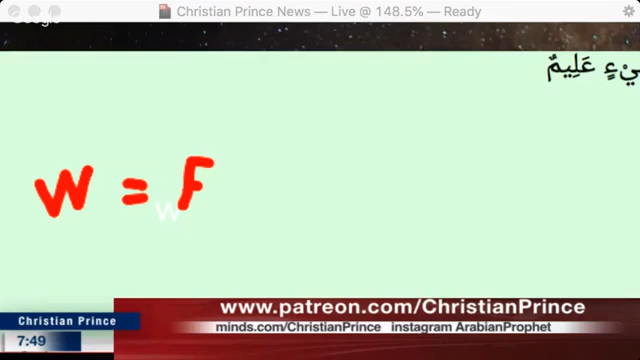 Christian Prince News — Live @ 148.5% — Ready
Google
يْءٍ عَلِيمٌ
W = F
W
www.patreon.com/ChristianPrince
Christian Prince
minds.com/ChristianPrince instagram ArabianProphet
7:49